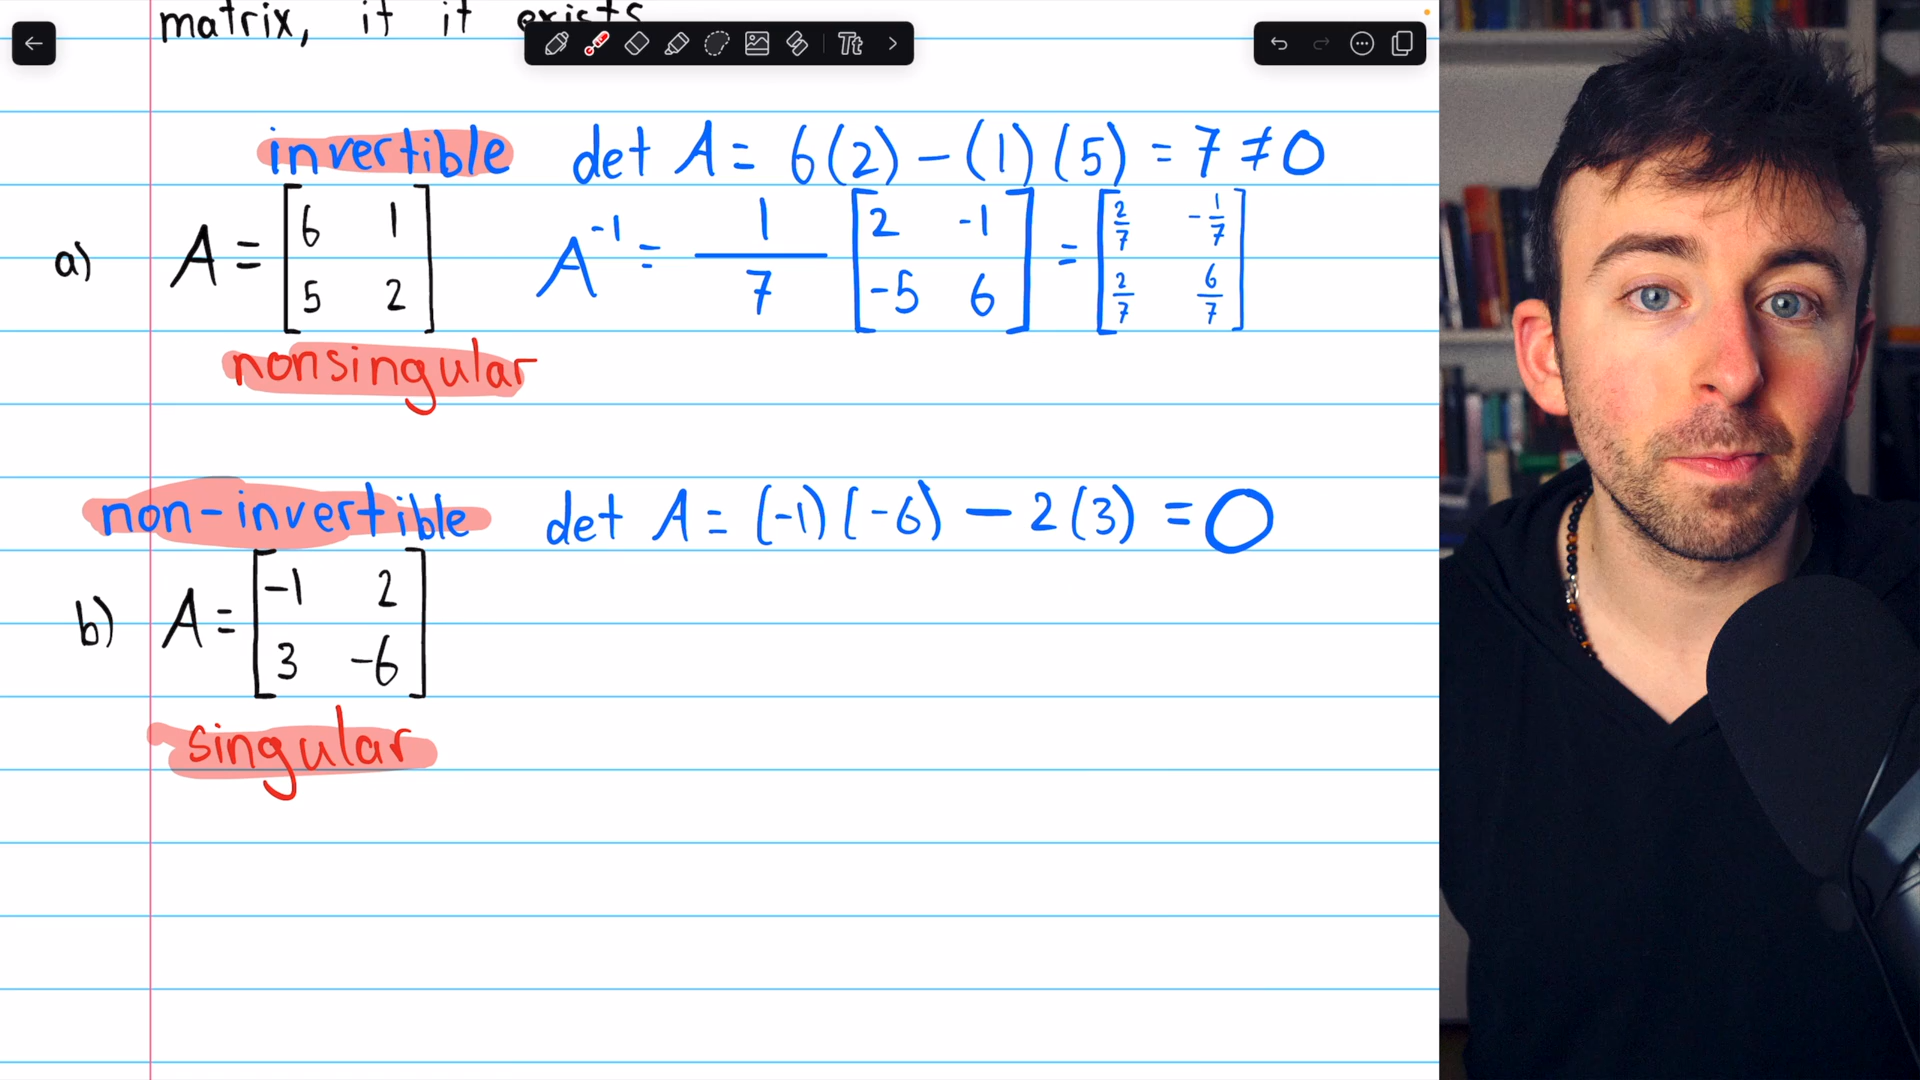 matrix, if it exists
Tt
invertible det A = 6(2) - (1)(5) = 7 ≠ 0
a) A = [6 1; 5 2] A^-1 = 1/7 [2 -1; -5 6] = [2/7 -1/7; 2/7 6/7]
nonsingular
non-invertible det A = (-1)(-6) - 2(3) = 0
b) A = [-1 2; 3 -6]
singular